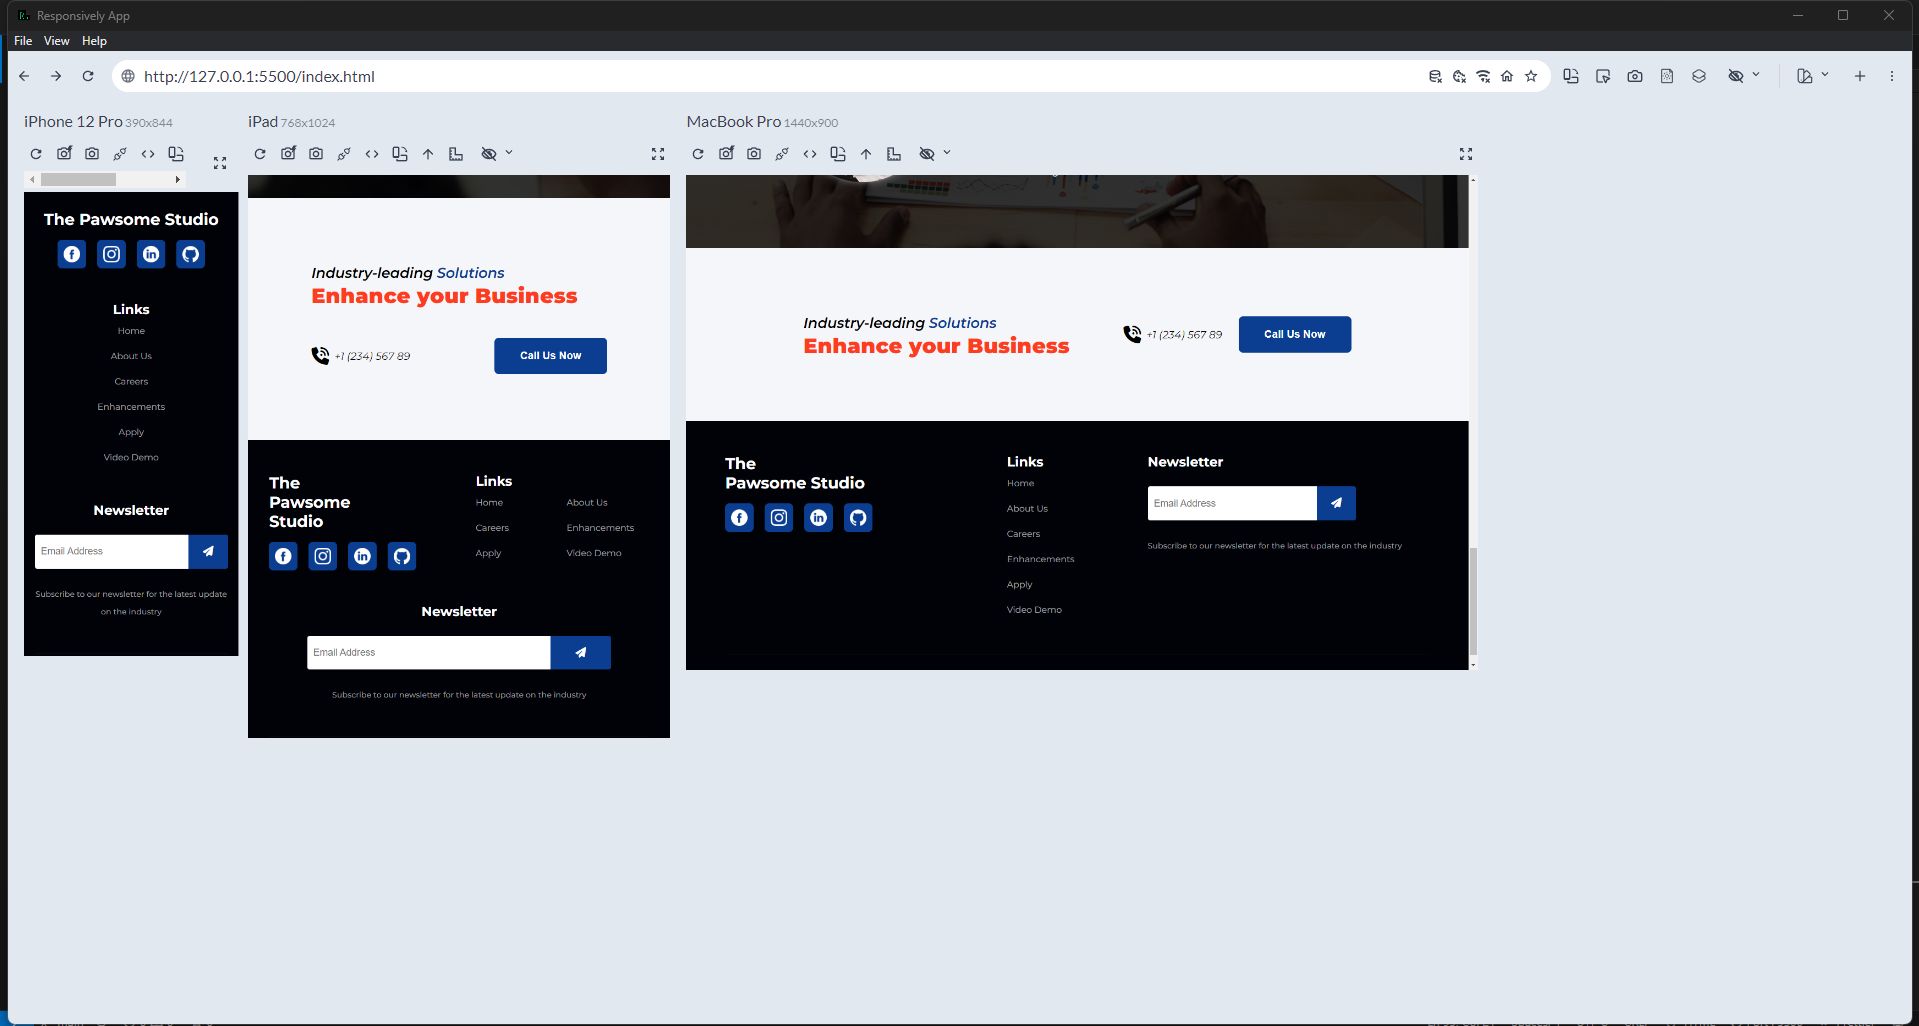 Responsively App
File View Help
http://127.0.0.1:5500/index.html
iPhone 12 Pro 390x844
The Pawsome Studio
Links
Home
About Us
Careers
Enhancements
Apply
Video Demo
Newsletter
Email Address
Subscribe to our newsletter for the latest update
on the industry
iPad 768x1024
Industry-leading Solutions
Enhance your Business
+1 (234) 567 89
Call Us Now
The
Pawsome
Studio
Links
Home About Us
Careers Enhancements
Apply Video Demo
Newsletter
Email Address
Subscribe to our newsletter for the latest update on the industry
MacBook Pro 1440x900
Industry-leading Solutions
Enhance your Business
+1 (234) 567 89
Call Us Now
The
Pawsome Studio
Links
Home
About Us
Careers
Enhancements
Apply
Video Demo
Newsletter
Email Address
Subscribe to our newsletter for the latest update on the industry